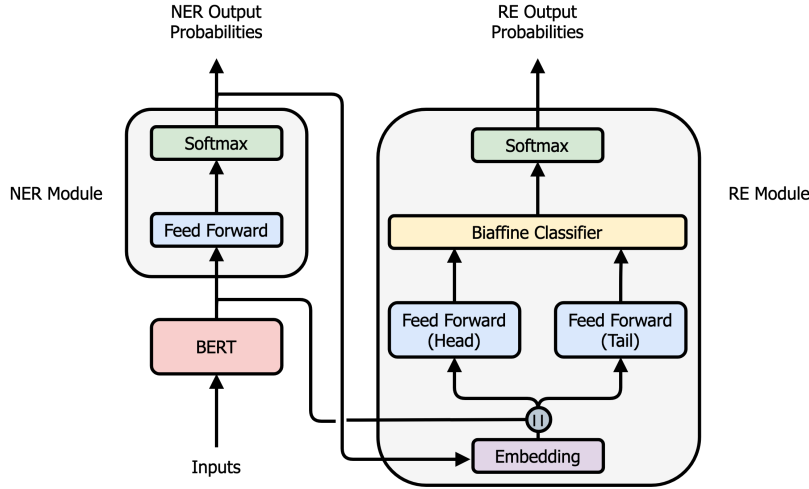 NER Output
Probabilities
RE Output
Probabilities
Softmax
Softmax
NER Module
RE Module
Feed Forward
Biaffine Classifier
BERT
Feed Forward
(Head)
Feed Forward
(Tail)
||
Inputs
Embedding